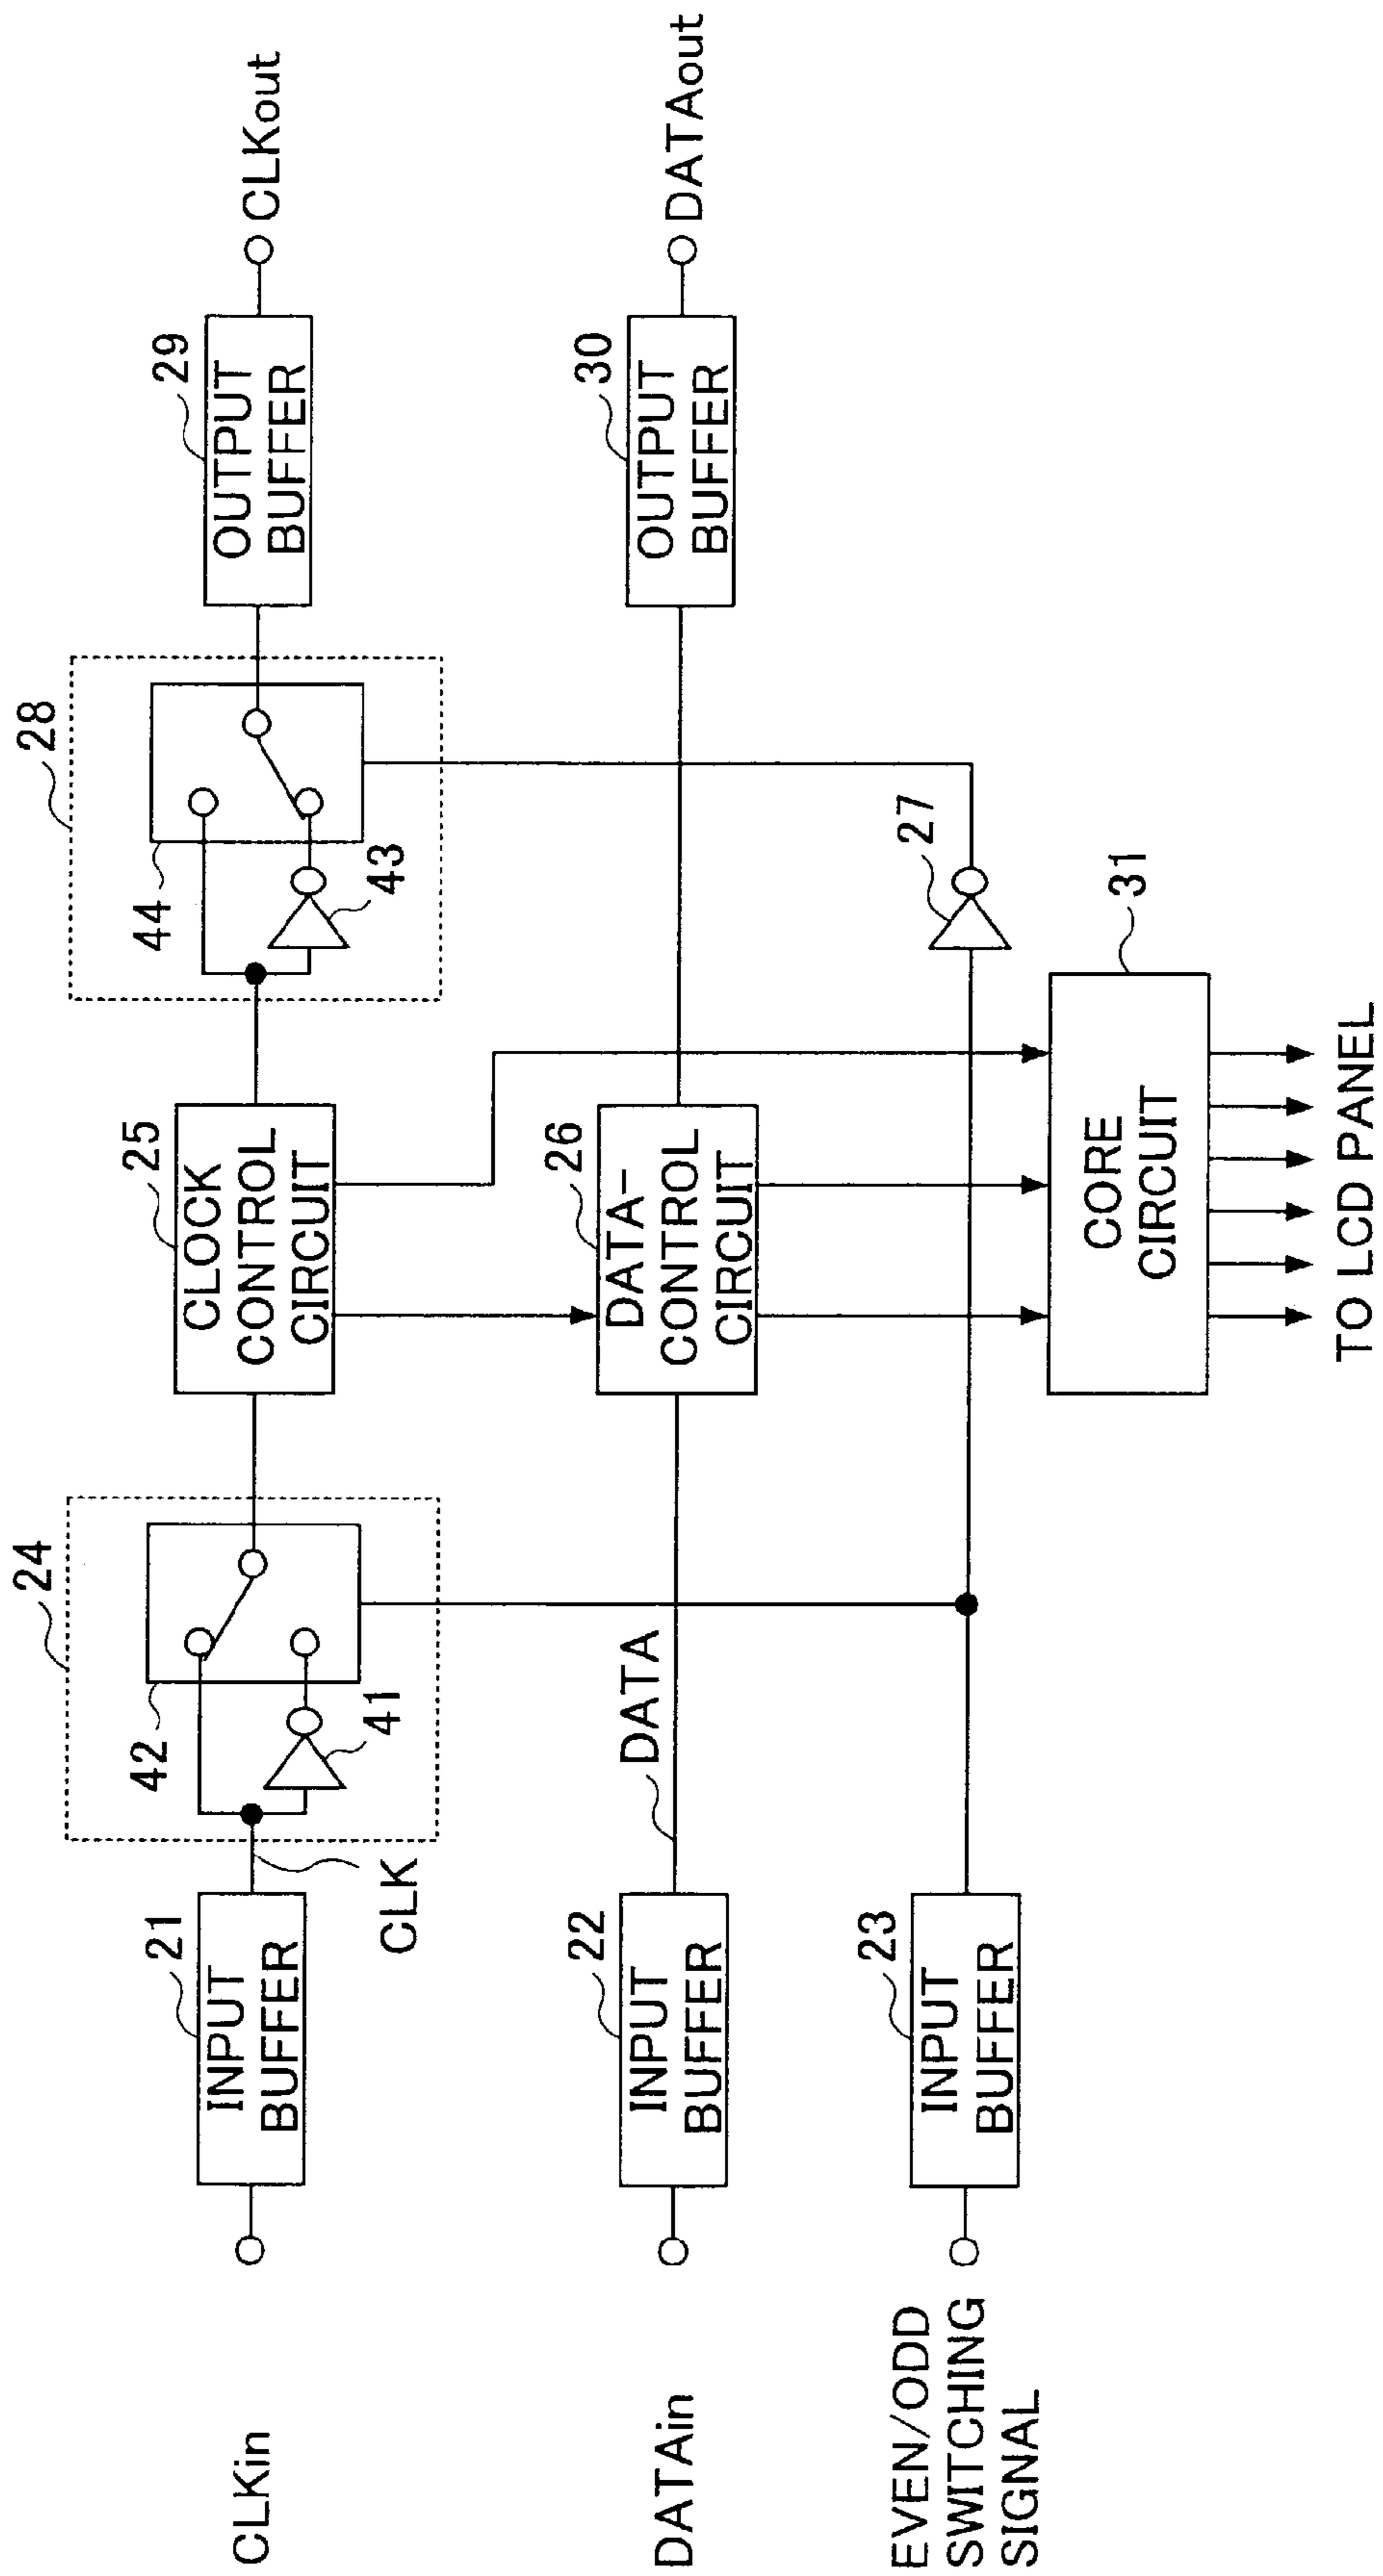 CLKin
21
INPUT
BUFFER
CLK
24
42
41
25
CLOCK
CONTROL
CIRCUIT
28
44
43
29
OUTPUT
BUFFER
CLKout
DATAin
22
INPUT
BUFFER
DATA
26
DATA-
CONTROL
CIRCUIT
30
OUTPUT
BUFFER
DATAout
EVEN/ODD
SWITCHING
SIGNAL
23
INPUT
BUFFER
27
31
CORE
CIRCUIT
TO LCD PANEL